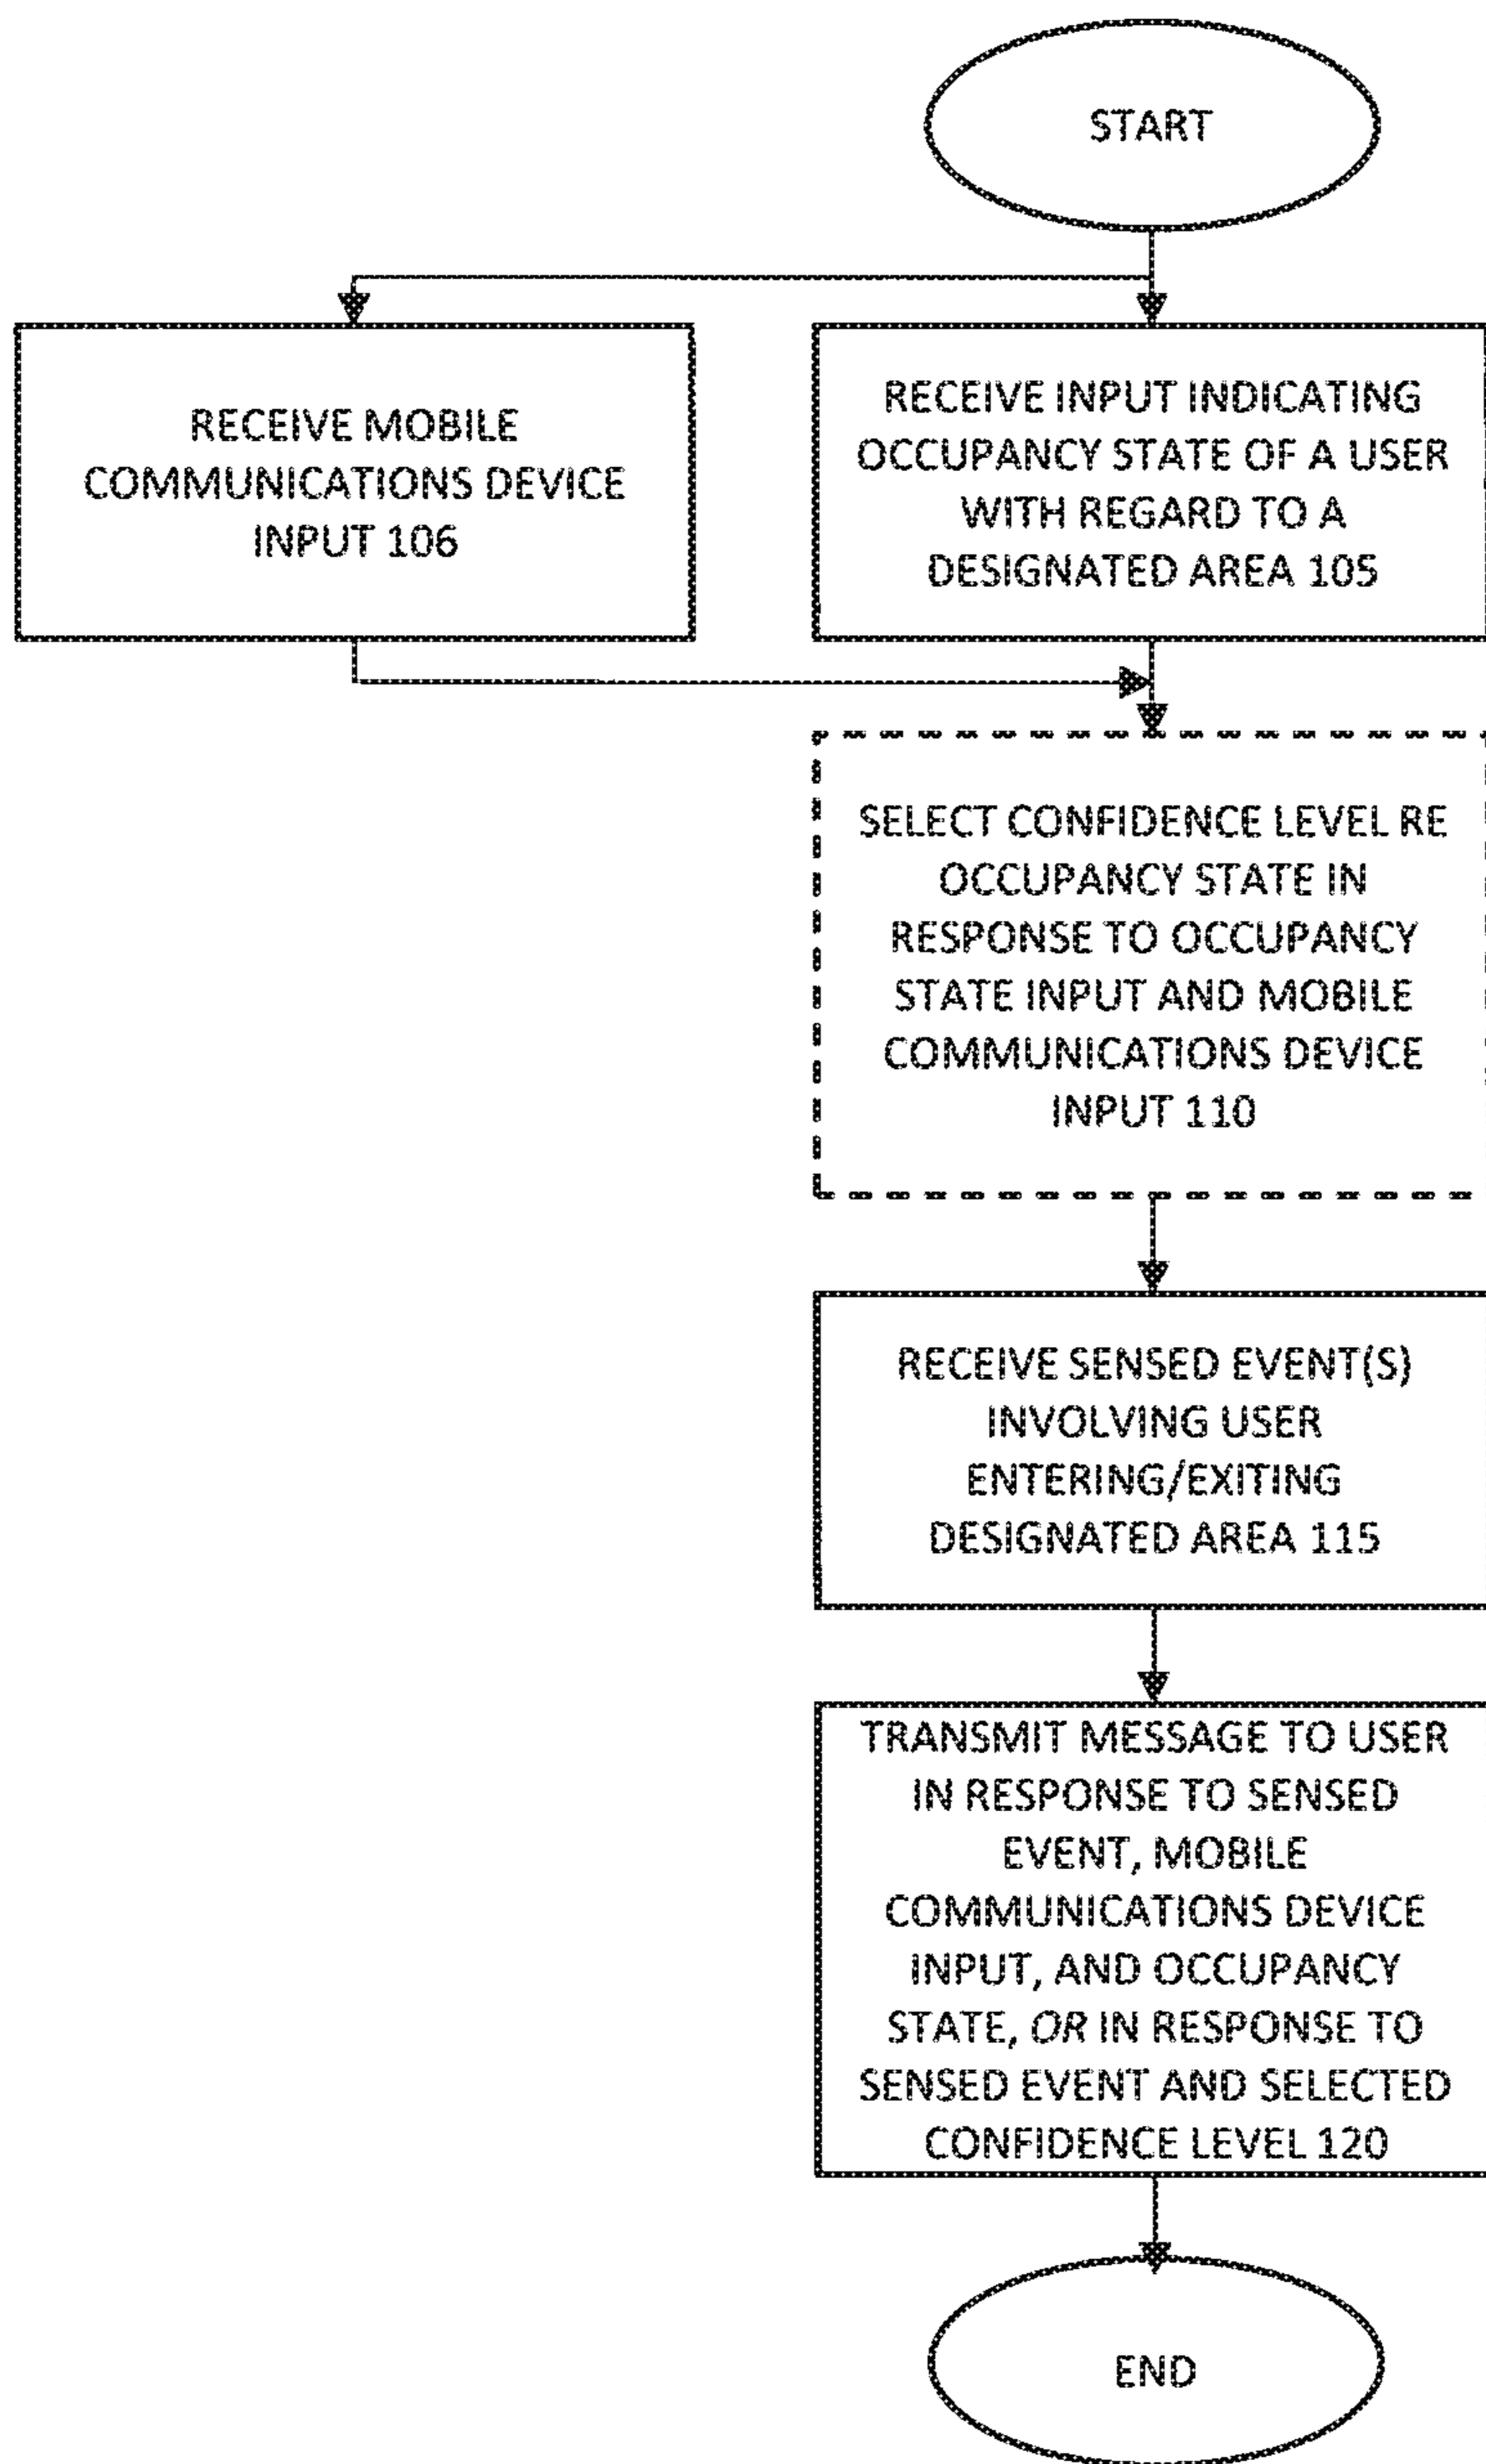 START
RECEIVE MOBILE
COMMUNICATIONS DEVICE
INPUT 106
RECEIVE INPUT INDICATING
OCCUPANCY STATE OF A USER
WITH REGARD TO A
DESIGNATED AREA 105
SELECT CONFIDENCE LEVEL RE
OCCUPANCY STATE IN
RESPONSE TO OCCUPANCY
STATE INPUT AND MOBILE
COMMUNICATIONS DEVICE
INPUT 110
RECEIVE SENSED EVENT(S)
INVOLVING USER
ENTERING/EXITING
DESIGNATED AREA 115
TRANSMIT MESSAGE TO USER
IN RESPONSE TO SENSED
EVENT, MOBILE
COMMUNICATIONS DEVICE
INPUT, AND OCCUPANCY
STATE, OR IN RESPONSE TO
SENSED EVENT AND SELECTED
CONFIDENCE LEVEL 120
END